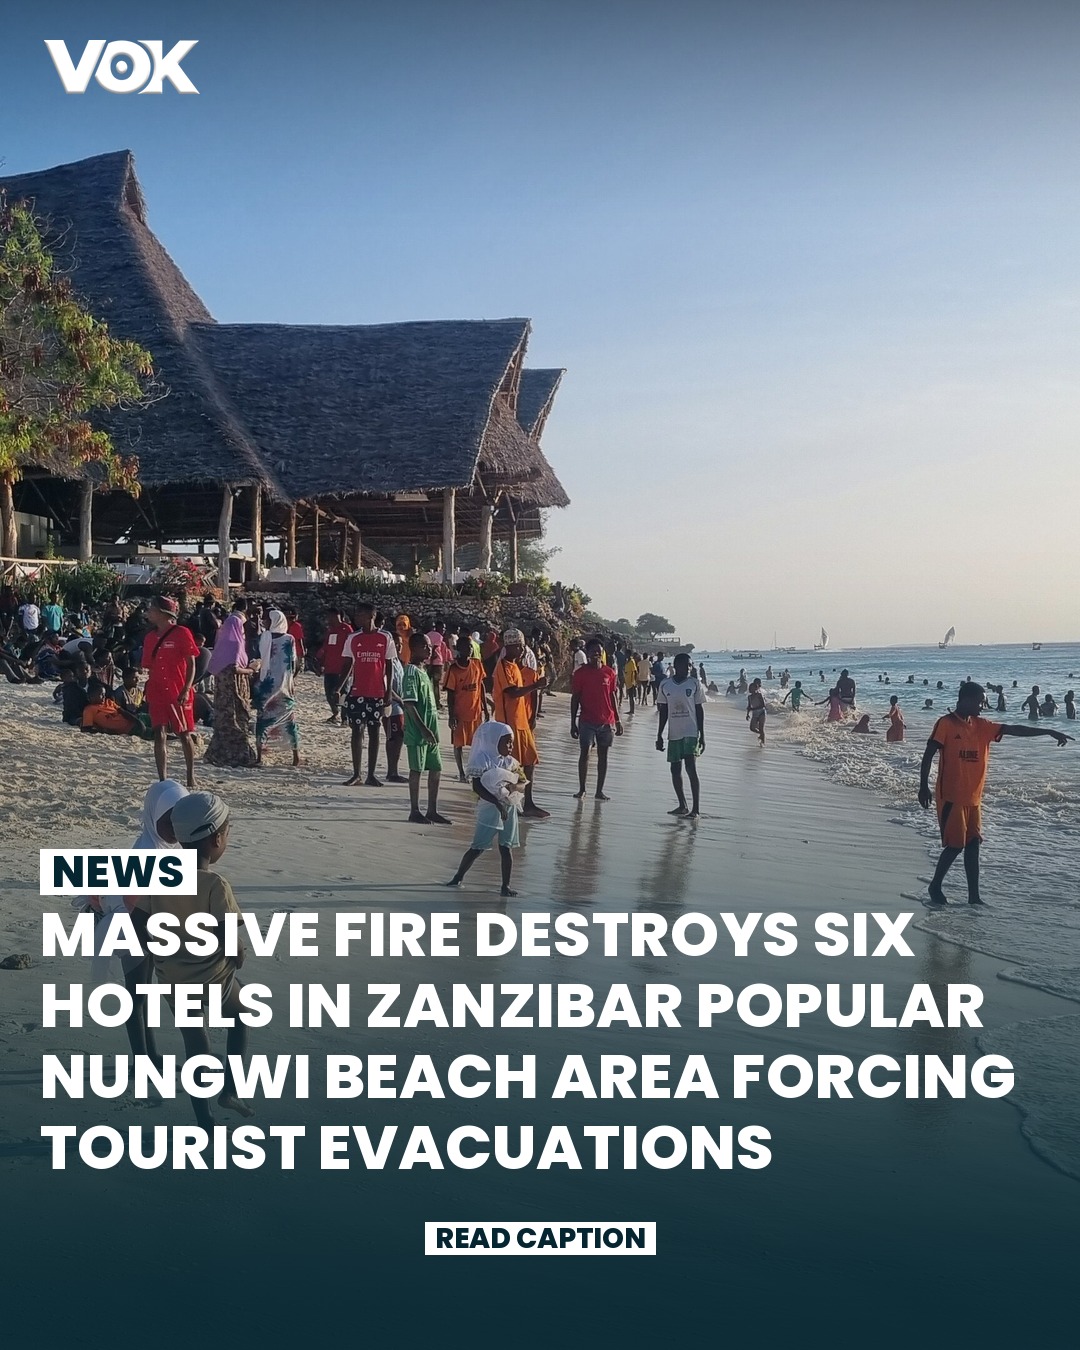 VOK
NEWS
MASSIVE FIRE DESTROYS SIX
HOTELS IN ZANZIBAR POPULAR
NUNGWI BEACH AREA FORCING
TOURIST EVACUATIONS
READ CAPTION